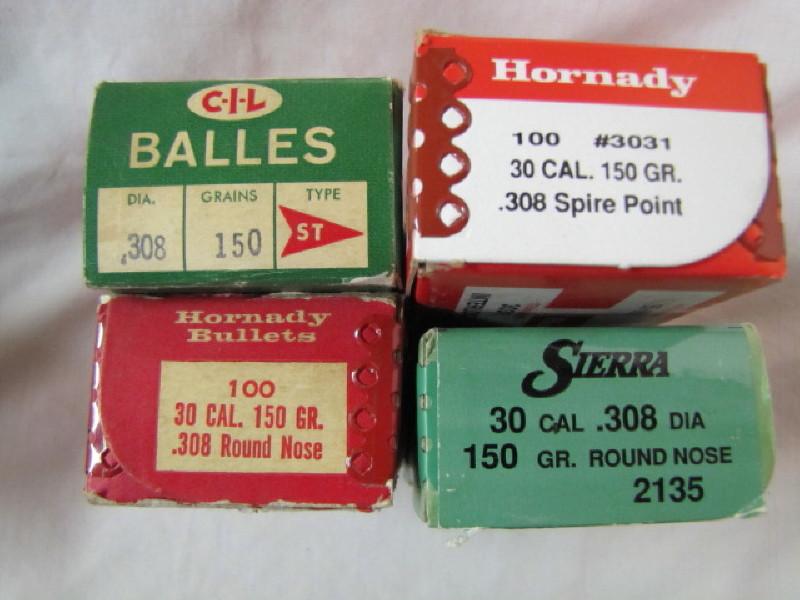 C-I-L
BALLES
DIA. GRAINS TYPE
.308 150 ST
Hornady
100 #3031
30 CAL. 150 GR.
.308 Spire Point
Hornady
Bullets
100
30 CAL. 150 GR.
.308 Round Nose
SIERRA
30 CAL .308 DIA
150 GR. ROUND NOSE
2135